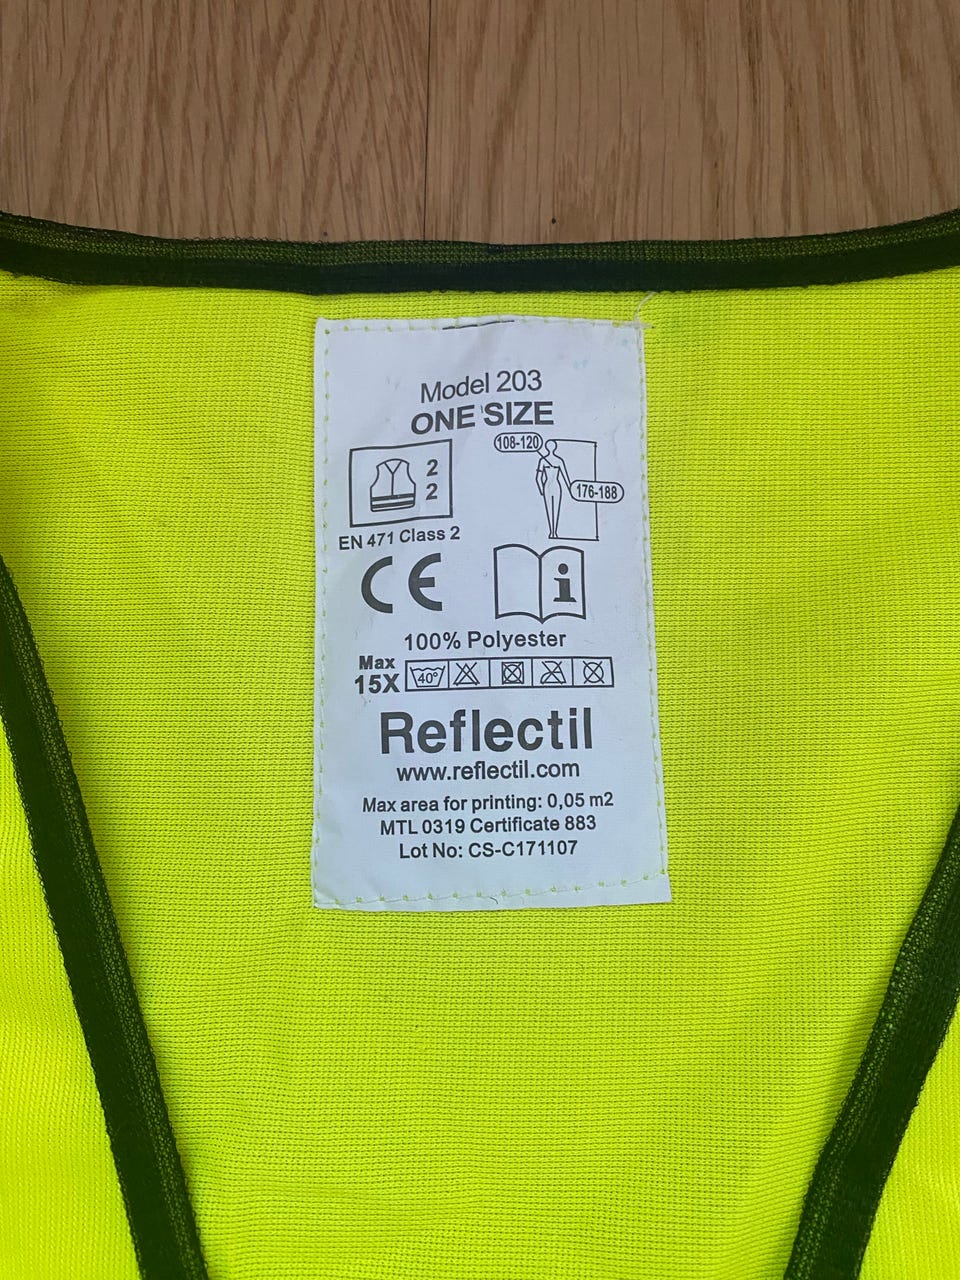 Model 203
ONE SIZE
2
2
108-120
176-188
EN 471 Class 2
CE
i
100% Polyester
Max
15X
40°
Reflectil
www.reflectil.com
Max area for printing: 0,05 m2
MTL 0319 Certificate 883
Lot No: CS-C171107